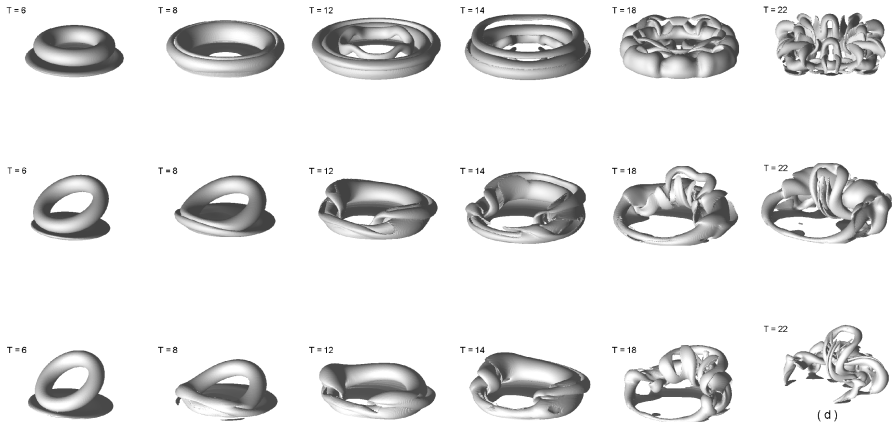 T = 6
T = 8
T = 12
T = 14
T = 18
T = 22
T = 6
T = 8
T = 12
T = 14
T = 18
T = 22
T = 6
T = 8
T = 12
T = 14
T = 18
T = 22
( d )